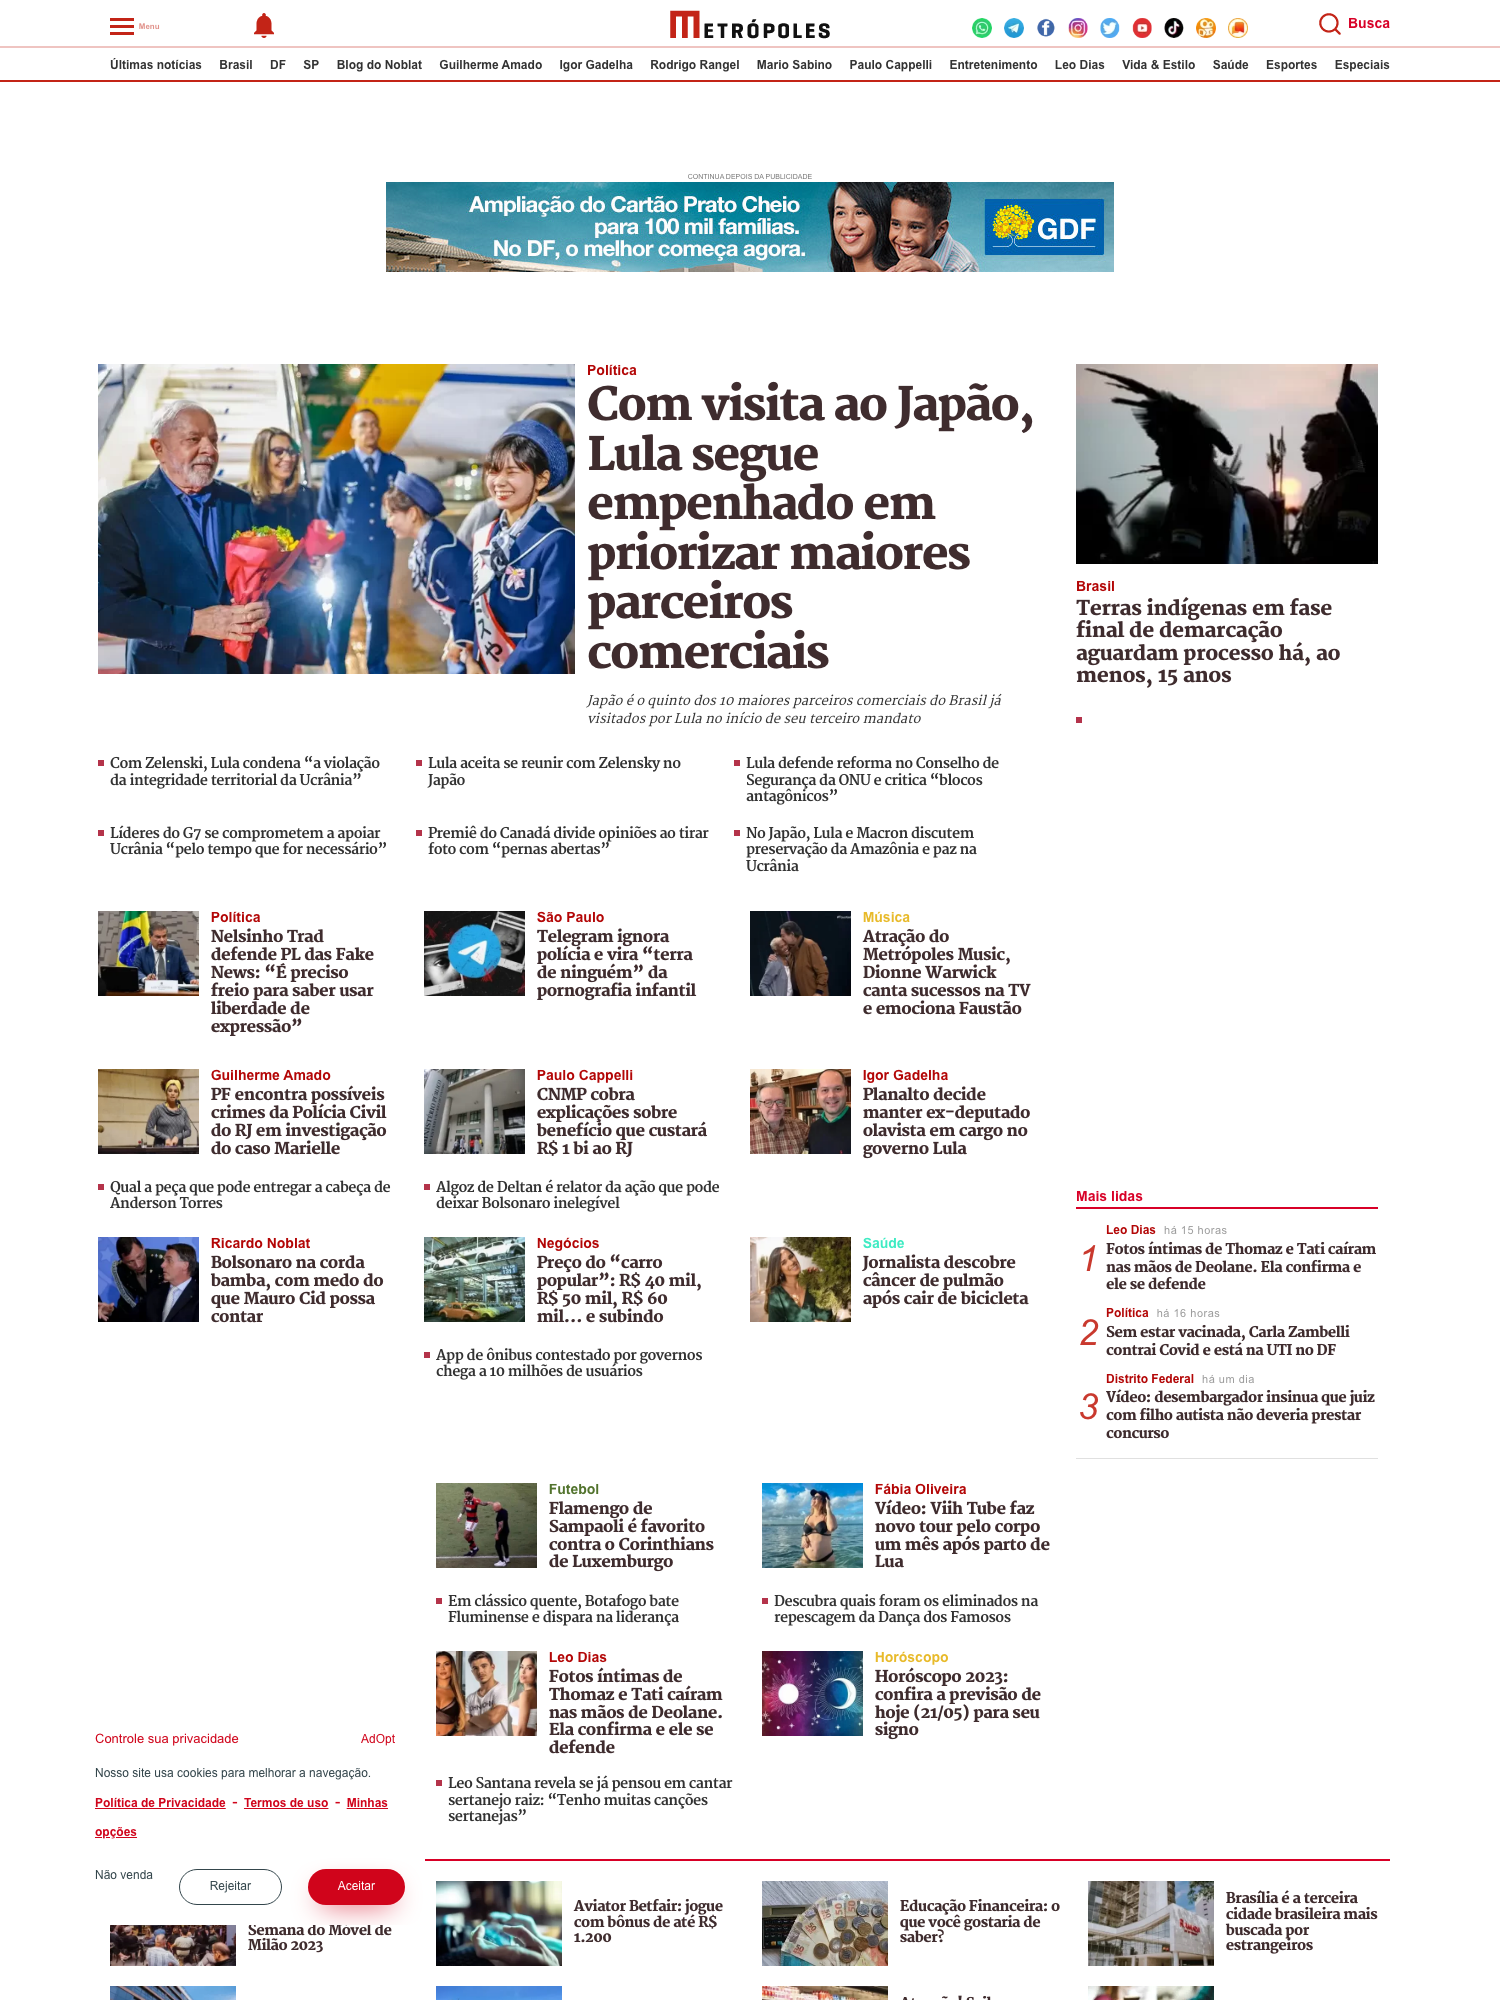 Menu
METRÓPOLES
Busca
Últimas notícias Brasil DF SP Blog do Noblat Guilherme Amado Igor Gadelha Rodrigo Rangel Mario Sabino Paulo Cappelli Entretenimento Leo Dias Vida & Estilo Saúde Esportes Especiais
CONTINUA DEPOIS DA PUBLICIDADE
Ampliação do Cartão Prato Cheio
para 100 mil famílias.
No DF, o melhor começa agora.
GDF
Política
Com visita ao Japão,
Lula segue
empenhado em
priorizar maiores
parceiros
comerciais
Japão é o quinto dos 10 maiores parceiros comerciais do Brasil já
visitados por Lula no início de seu terceiro mandato
Brasil
Terras indígenas em fase
final de demarcação
aguardam processo há, ao
menos, 15 anos
Com Zelenski, Lula condena “a violação
da integridade territorial da Ucrânia”
Lula aceita se reunir com Zelensky no
Japão
Lula defende reforma no Conselho de
Segurança da ONU e critica “blocos
antagônicos”
Líderes do G7 se comprometem a apoiar
Ucrânia “pelo tempo que for necessário”
Premiê do Canadá divide opiniões ao tirar
foto com “pernas abertas”
No Japão, Lula e Macron discutem
preservação da Amazônia e paz na
Ucrânia
Política
Nelsinho Trad
defende PL das Fake
News: “É preciso
freio para saber usar
liberdade de
expressão”
São Paulo
Telegram ignora
polícia e vira “terra
de ninguém” da
pornografia infantil
Música
Atração do
Metrópoles Music,
Dionne Warwick
canta sucessos na TV
e emociona Faustão
Guilherme Amado
PF encontra possíveis
crimes da Polícia Civil
do RJ em investigação
do caso Marielle
Qual a peça que pode entregar a cabeça de
Anderson Torres
Paulo Cappelli
CNMP cobra
explicações sobre
benefício que custará
R$ 1 bi ao RJ
Algoz de Deltan é relator da ação que pode
deixar Bolsonaro inelegível
Igor Gadelha
Planalto decide
manter ex-deputado
olavista em cargo no
governo Lula
Ricardo Noblat
Bolsonaro na corda
bamba, com medo do
que Mauro Cid possa
contar
Negócios
Preço do “carro
popular”: R$ 40 mil,
R$ 50 mil, R$ 60
mil… e subindo
App de ônibus contestado por governos
chega a 10 milhões de usuários
Saúde
Jornalista descobre
câncer de pulmão
após cair de bicicleta
Mais lidas
1
Leo Dias há 15 horas
Fotos íntimas de Thomaz e Tati caíram
nas mãos de Deolane. Ela confirma e
ele se defende
2
Política há 16 horas
Sem estar vacinada, Carla Zambelli
contrai Covid e está na UTI no DF
3
Distrito Federal há um dia
Vídeo: desembargador insinua que juiz
com filho autista não deveria prestar
concurso
Futebol
Flamengo de
Sampaoli é favorito
contra o Corinthians
de Luxemburgo
Em clássico quente, Botafogo bate
Fluminense e dispara na liderança
Fábia Oliveira
Vídeo: Viih Tube faz
novo tour pelo corpo
um mês após parto de
Lua
Descubra quais foram os eliminados na
repescagem da Dança dos Famosos
Leo Dias
Fotos íntimas de
Thomaz e Tati caíram
nas mãos de Deolane.
Ela confirma e ele se
defende
Leo Santana revela se já pensou em cantar
sertanejo raiz: “Tenho muitas canções
sertanejas”
Horóscopo
Horóscopo 2023:
confira a previsão de
hoje (21/05) para seu
signo
Controle sua privacidade AdOpt
Nosso site usa cookies para melhorar a navegação.
Política de Privacidade - Termos de uso - Minhas
opções
Não venda Rejeitar Aceitar
Semana do Móvel de
Milão 2023
Aviator Betfair: jogue
com bônus de até R$
1.200
Educação Financeira: o
que você gostaria de
saber?
Brasília é a terceira
cidade brasileira mais
buscada por
estrangeiros